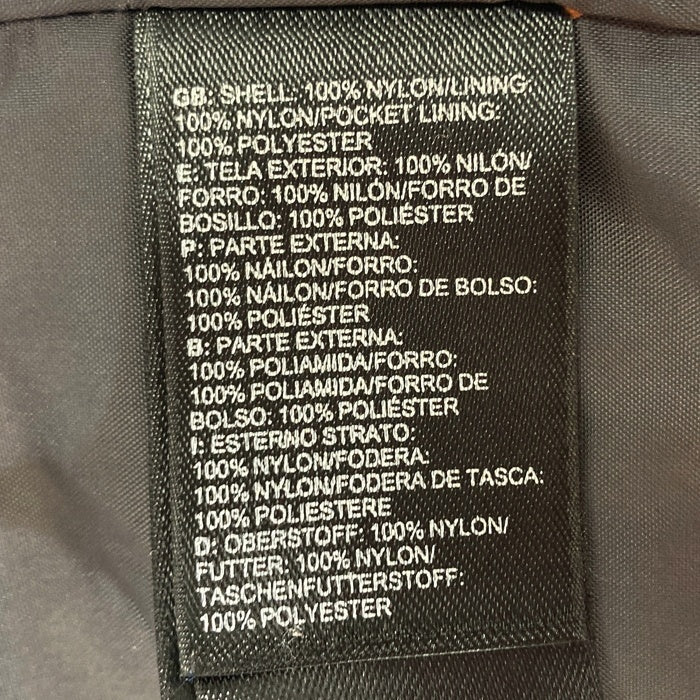 GB: SHELL: 100% NYLON/LINING:
100% NYLON/POCKET LINING:
100% POLYESTER
E: TELA EXTERIOR: 100% NILÓN/
FORRO: 100% NILÓN/FORRO DE
BOSILLO: 100% POLIÉSTER
P: PARTE EXTERNA:
100% NÁILON/FORRO:
100% NÁILON/FORRO DE BOLSO:
100% POLIÉSTER
B: PARTE EXTERNA:
100% POLIAMIDA/FORRO:
100% POLIAMIDA/FORRO DE
BOLSO: 100% POLIÉSTER
I: ESTERNO STRATO:
100% NYLON/FODERA:
100% NYLON/FODERA DE TASCA:
100% POLIESTERE
D: OBERSTOFF: 100% NYLON/
FUTTER: 100% NYLON/
TASCHENFUTTERSTOFF:
100% POLYESTER